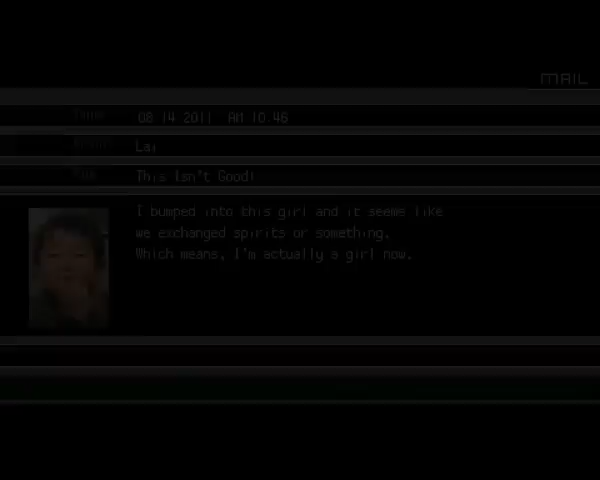 MAIL
08.14.2011 AM 10.46
Lai
This Isn't Good!
I bumped into this girl and it seems like
we exchanged spirits or something.
Which means, I'm actually a girl now.